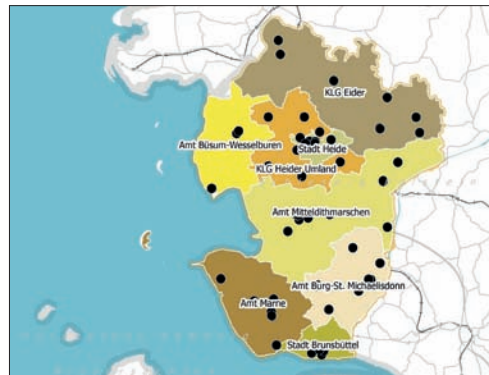 KLG Eider
Amt Büsum-Wesselburen
Stadt Heide
KLG Heider Umland
Amt Mitteldithmarschen
Amt Burg-St. Michaelisdonn
Amt Marne
Stadt Brunsbüttel